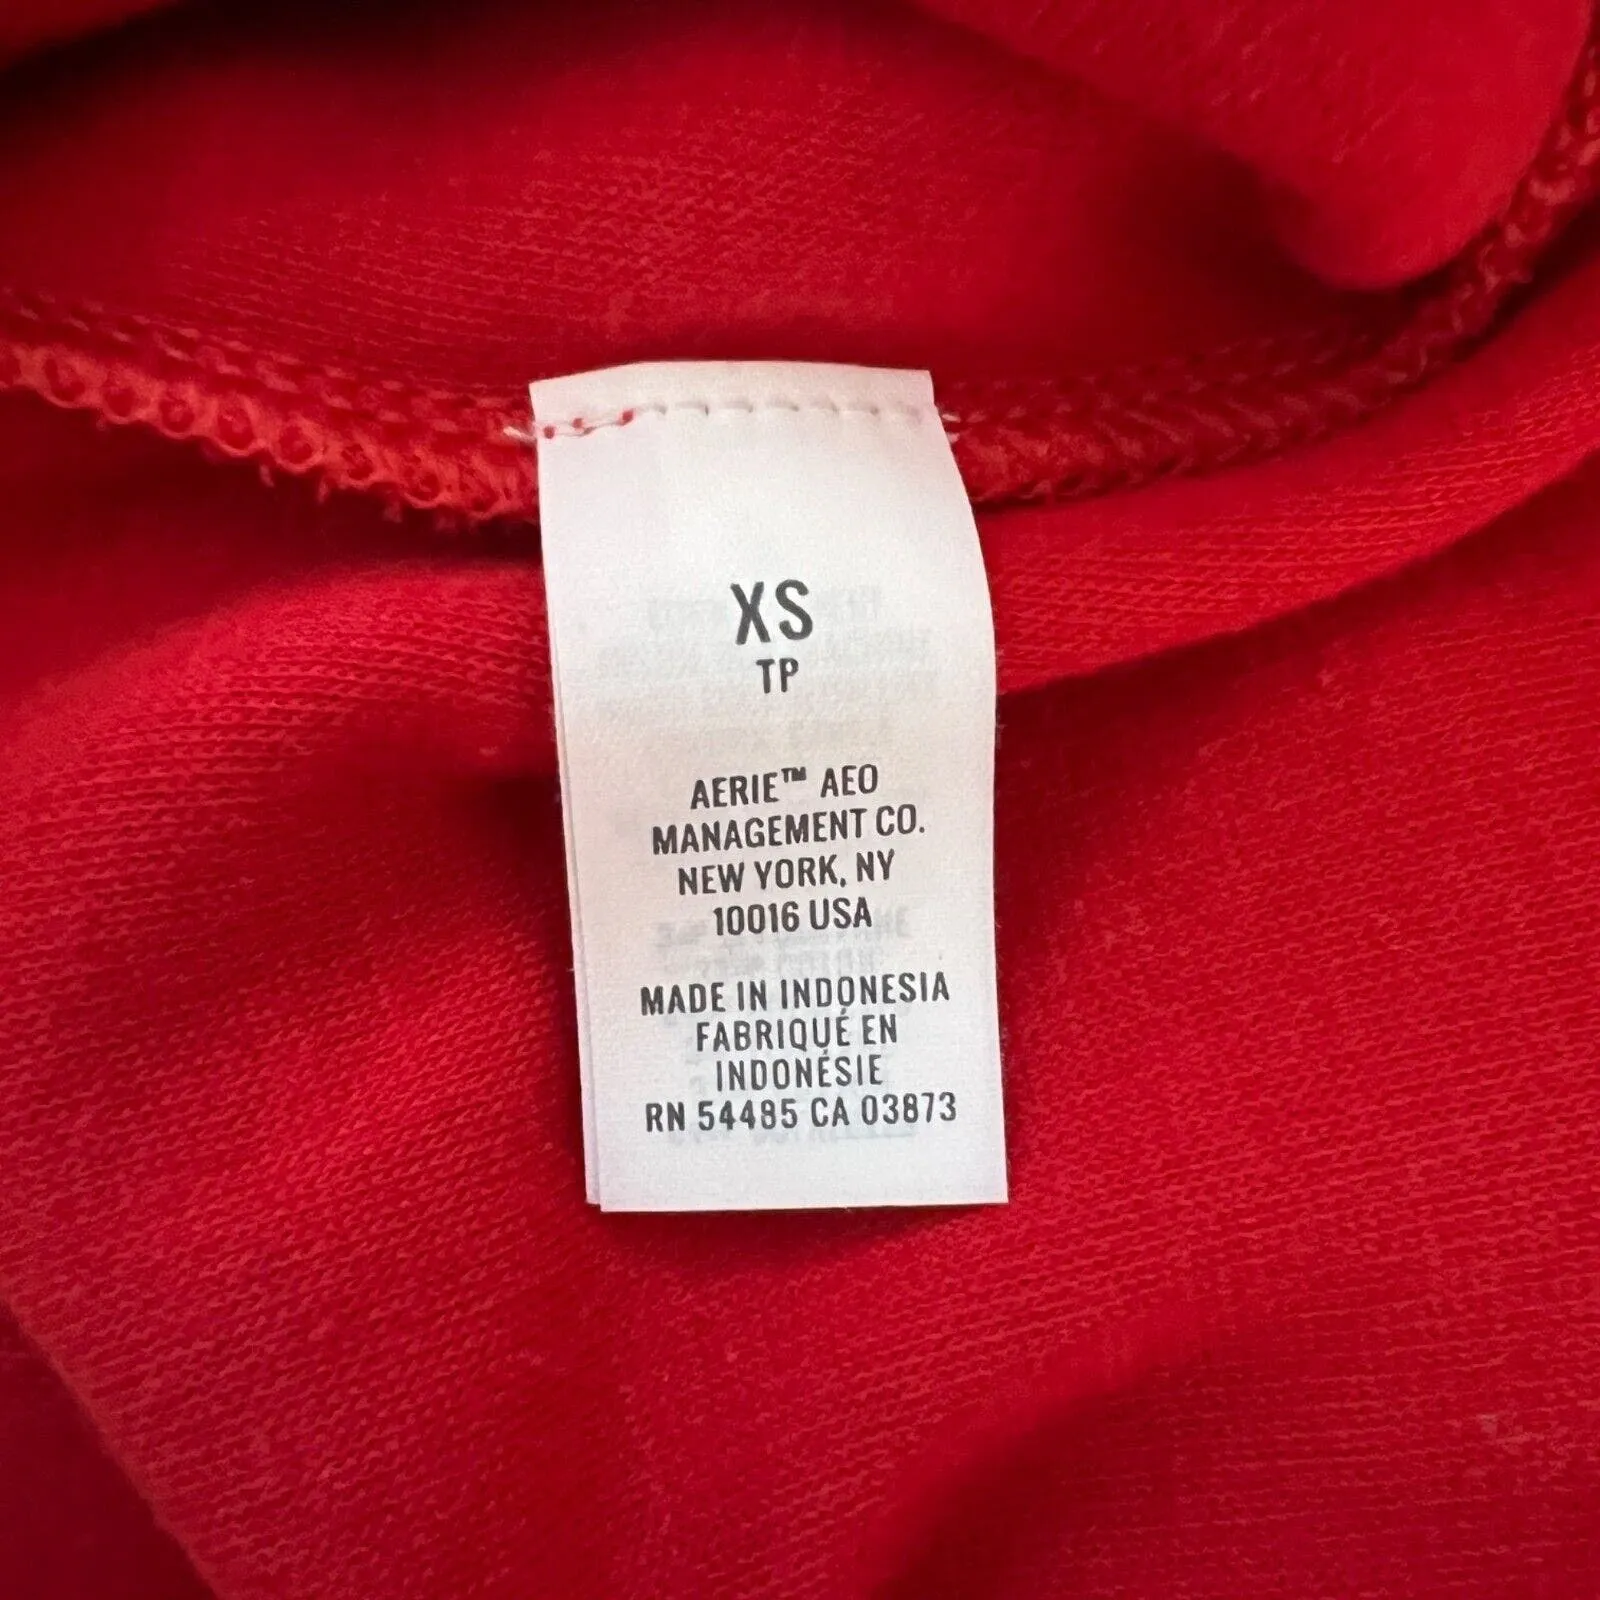 XS
TP
AERIE™ AEO
MANAGEMENT CO.
NEW YORK, NY
10016 USA
MADE IN INDONESIA
FABRIQUÉ EN
INDONÉSIE
RN 54485 CA 03873